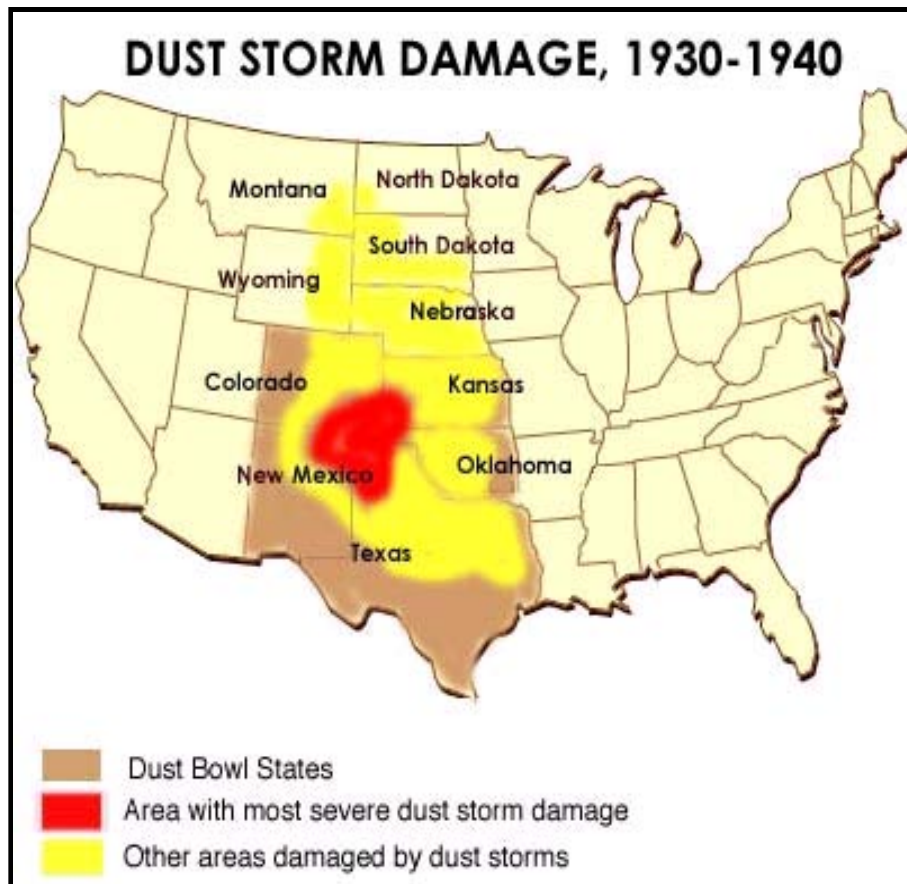 DUST STORM DAMAGE, 1930-1940
Montana
North Dakota
South Dakota
Wyoming
Nebraska
Colorado
Kansas
New Mexico
Oklahoma
Texas
Dust Bowl States
Area with most severe dust storm damage
Other areas damaged by dust storms